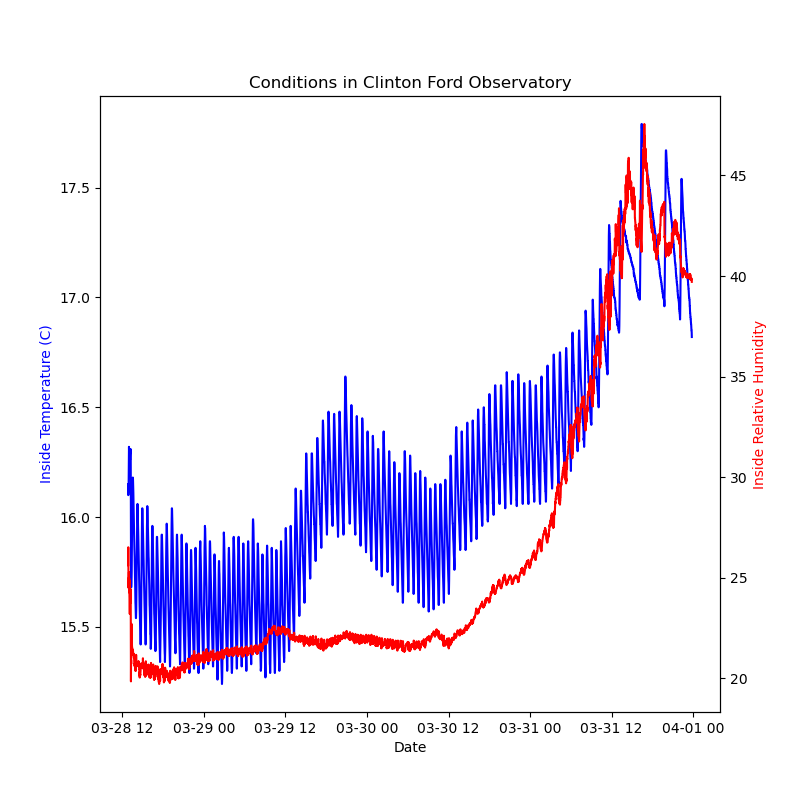 Conditions in Clinton Ford Observatory
17.5
17.0
16.5
16.0
15.5
Inside Temperature (C)
45
40
35
30
25
20
Inside Relative Humidity
03-28 12 03-29 00 03-29 12 03-30 00 03-30 12 03-31 00 03-31 12 04-01 00
Date